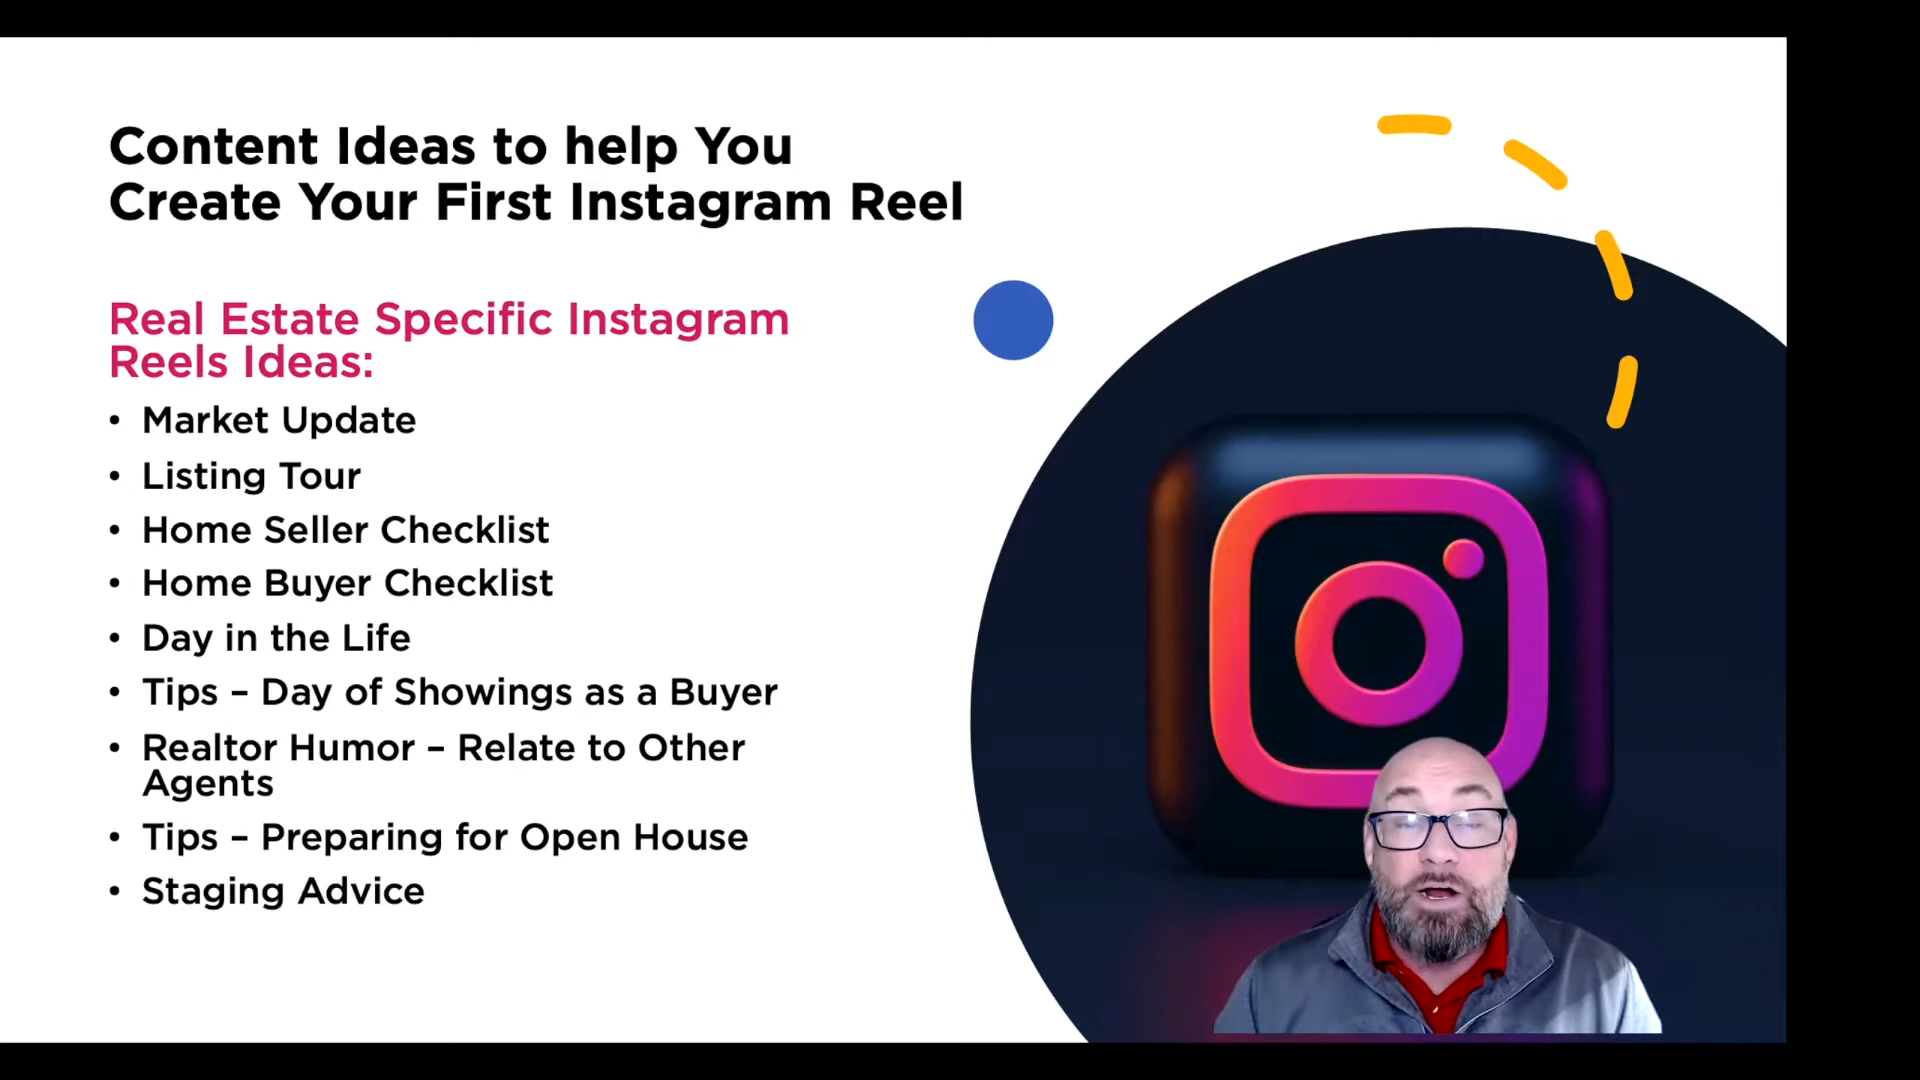 Content Ideas to help You
Create Your First Instagram Reel
Real Estate Specific Instagram
Reels Ideas:
• Market Update
• Listing Tour
• Home Seller Checklist
• Home Buyer Checklist
• Day in the Life
• Tips – Day of Showings as a Buyer
• Realtor Humor – Relate to Other
Agents
• Tips – Preparing for Open House
• Staging Advice